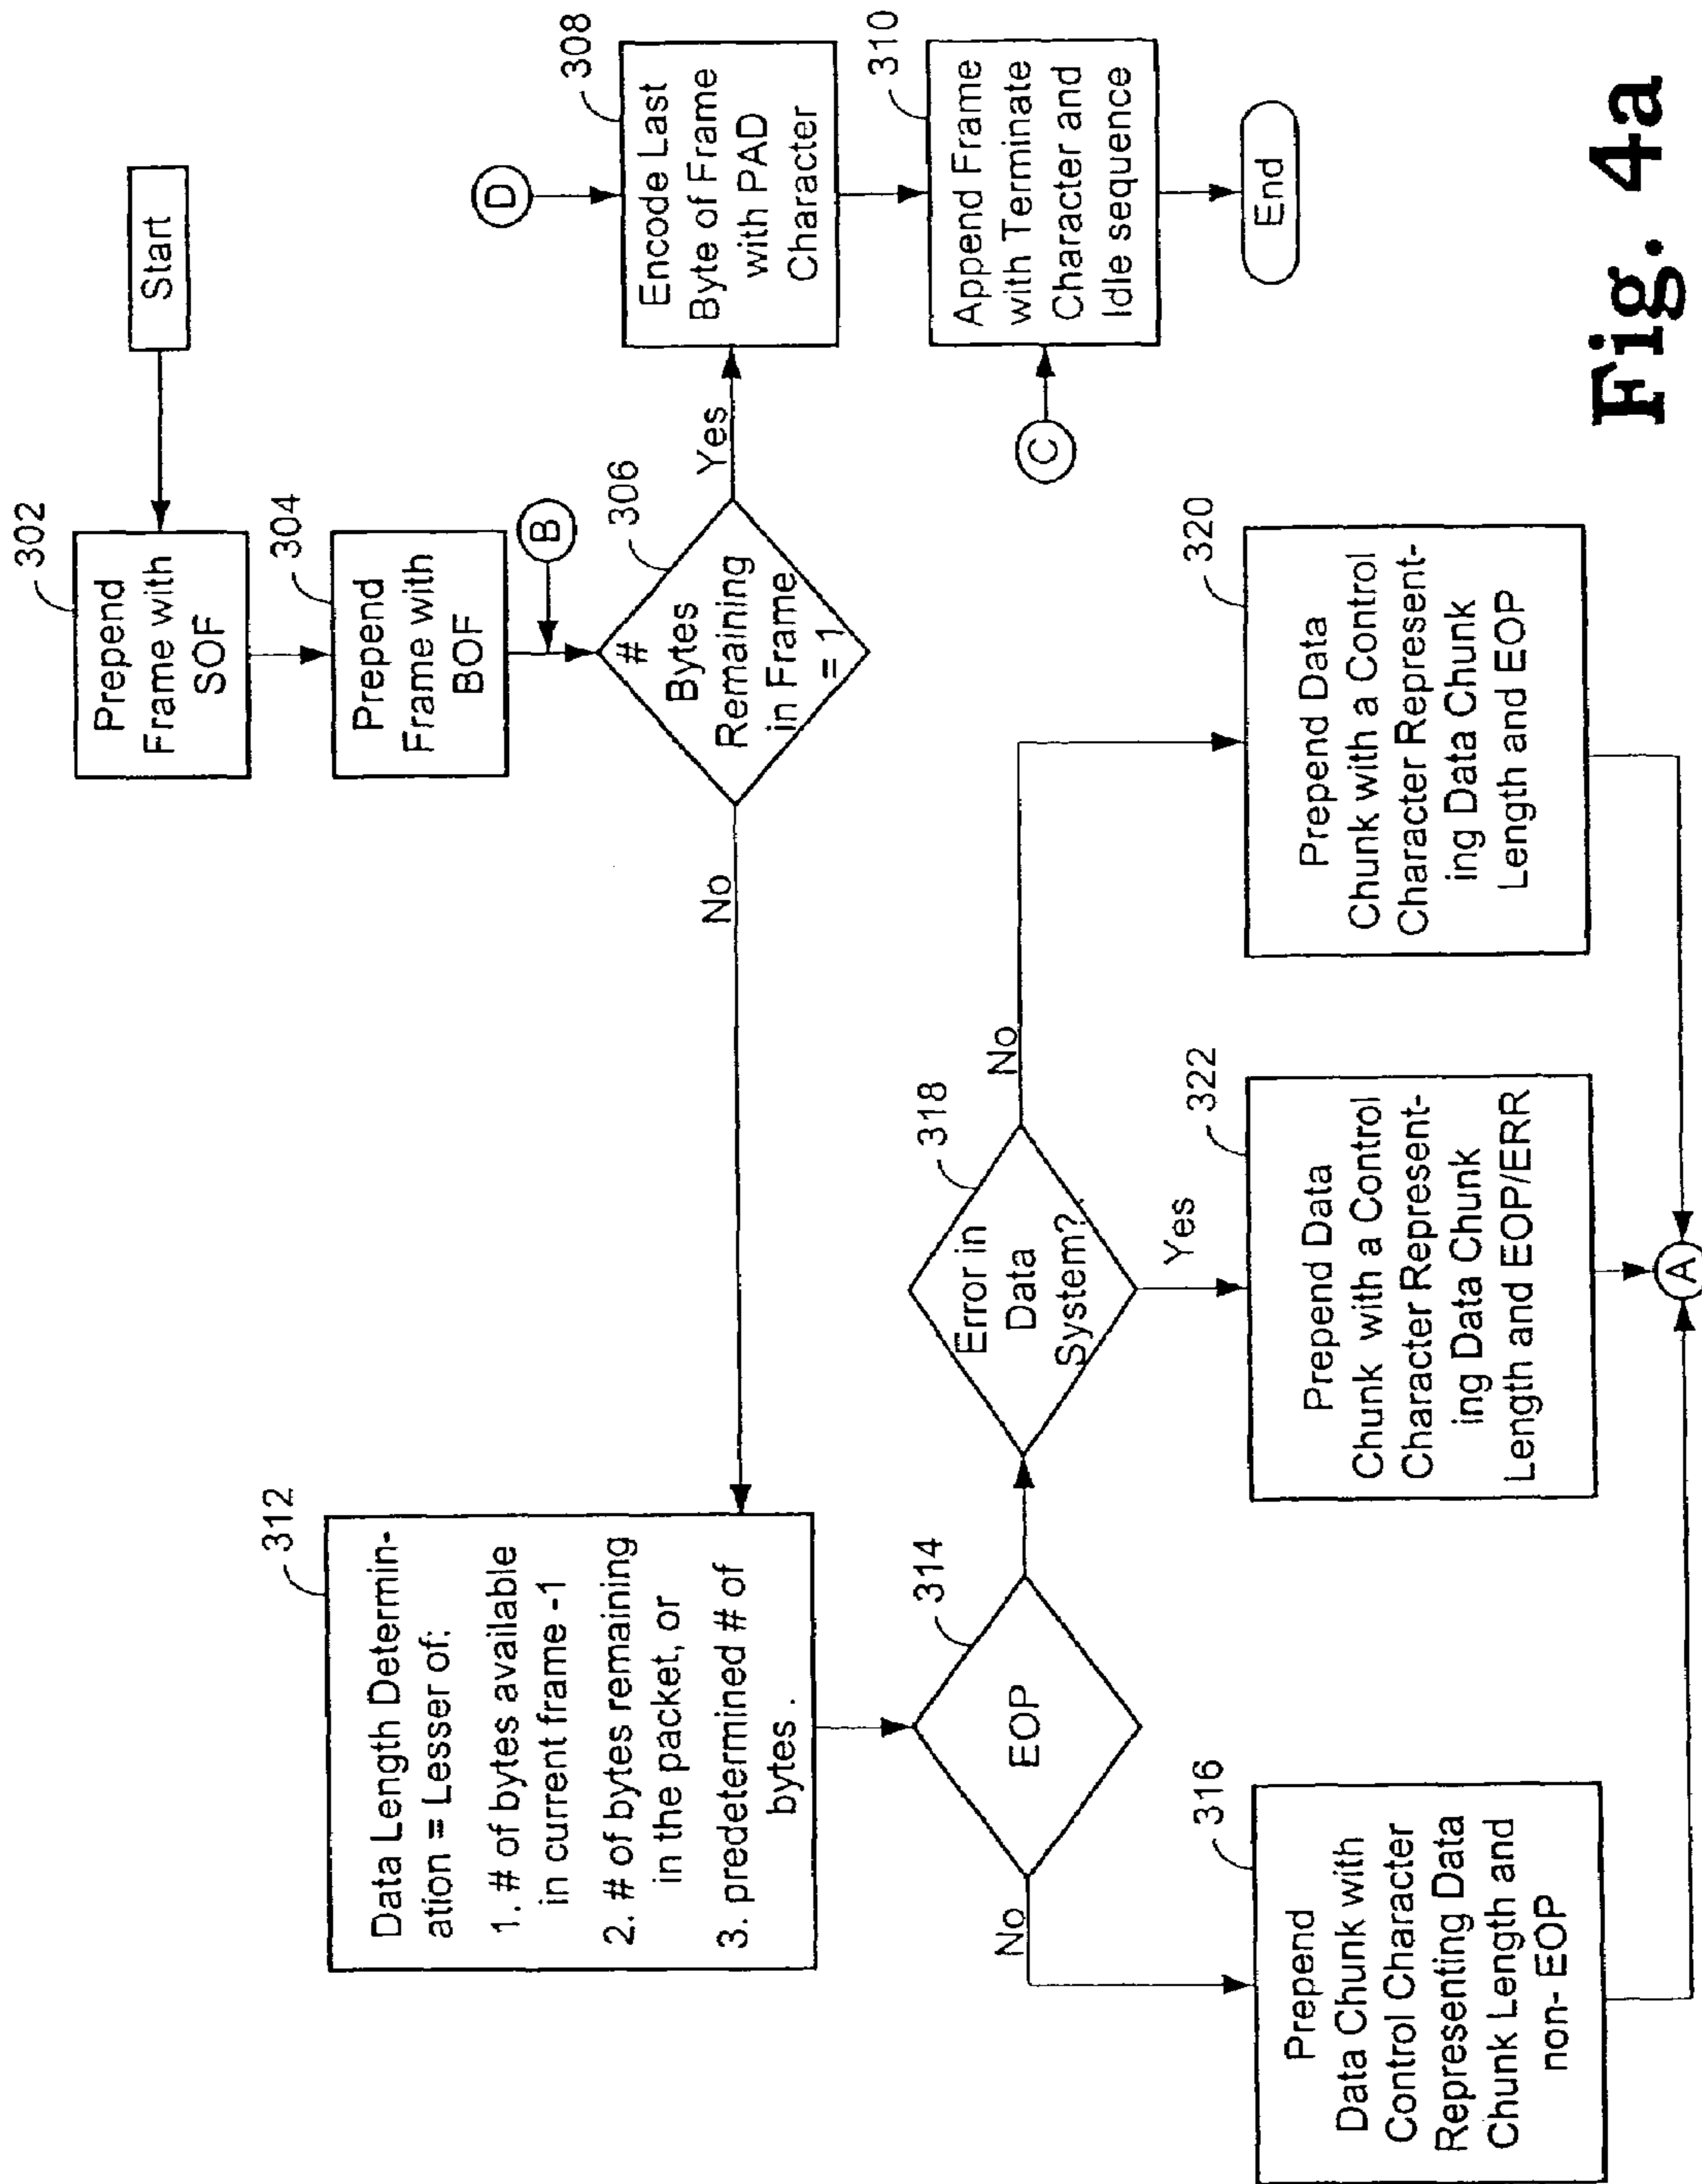 Start
302
Prepend
Frame with
SOF
304
Prepend
Frame with
BOF
B
306
#
Bytes
Remaining
in Frame
= 1
Yes
No
D
308
Encode Last
Byte of Frame
with PAD
Character
310
Append Frame
with Terminate
Character and
Idle sequence
C
End
312
Data Length Determin-
ation = Lesser of:
1. # of bytes available
in current frame -1
2. # of bytes remaining
in the packet, or
3. predetermined # of
bytes.
314
EOP
No
316
Prepend
Data Chunk with
Control Character
Representing Data
Chunk Length and
non- EOP
318
Error in
Data
System?
Yes
No
322
Prepend Data
Chunk with a Control
Character Represent-
ing Data Chunk
Length and EOP/ERR
320
Prepend Data
Chunk with a Control
Character Represent-
ing Data Chunk
Length and EOP
A
Fig. 4a